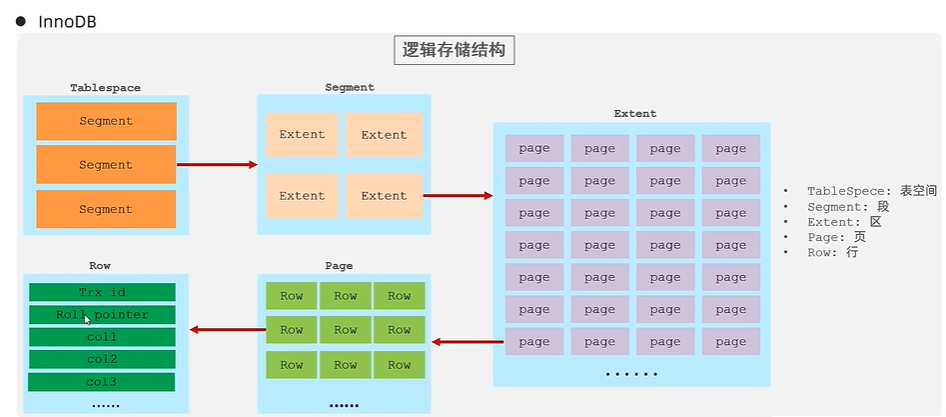 ● InnoDB
逻辑存储结构
Tablespace
Segment
Segment
Segment
Segment
Extent Extent
Extent Extent
Extent
page page page page
page page page page
page page page page
page page page page
page page page page
page page page page
page page page page
......
• TableSpece: 表空间
• Segment: 段
• Extent: 区
• Page: 页
• Row: 行
Row
Trx id
Roll pointer
col1
col2
col3
......
Page
Row Row Row
Row Row Row
Row Row Row
......